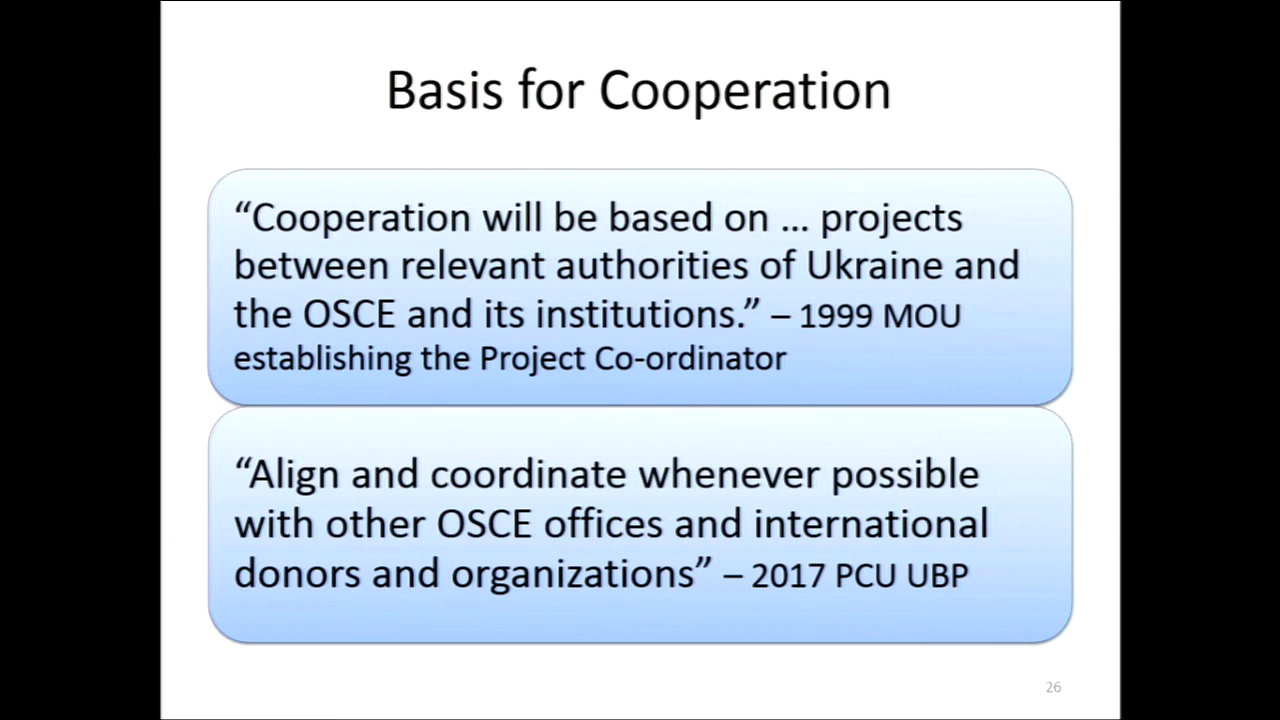 Basis for Cooperation
“Cooperation will be based on … projects
between relevant authorities of Ukraine and
the OSCE and its institutions.” – 1999 MOU
establishing the Project Co-ordinator
“Align and coordinate whenever possible
with other OSCE offices and international
donors and organizations” – 2017 PCU UBP
26